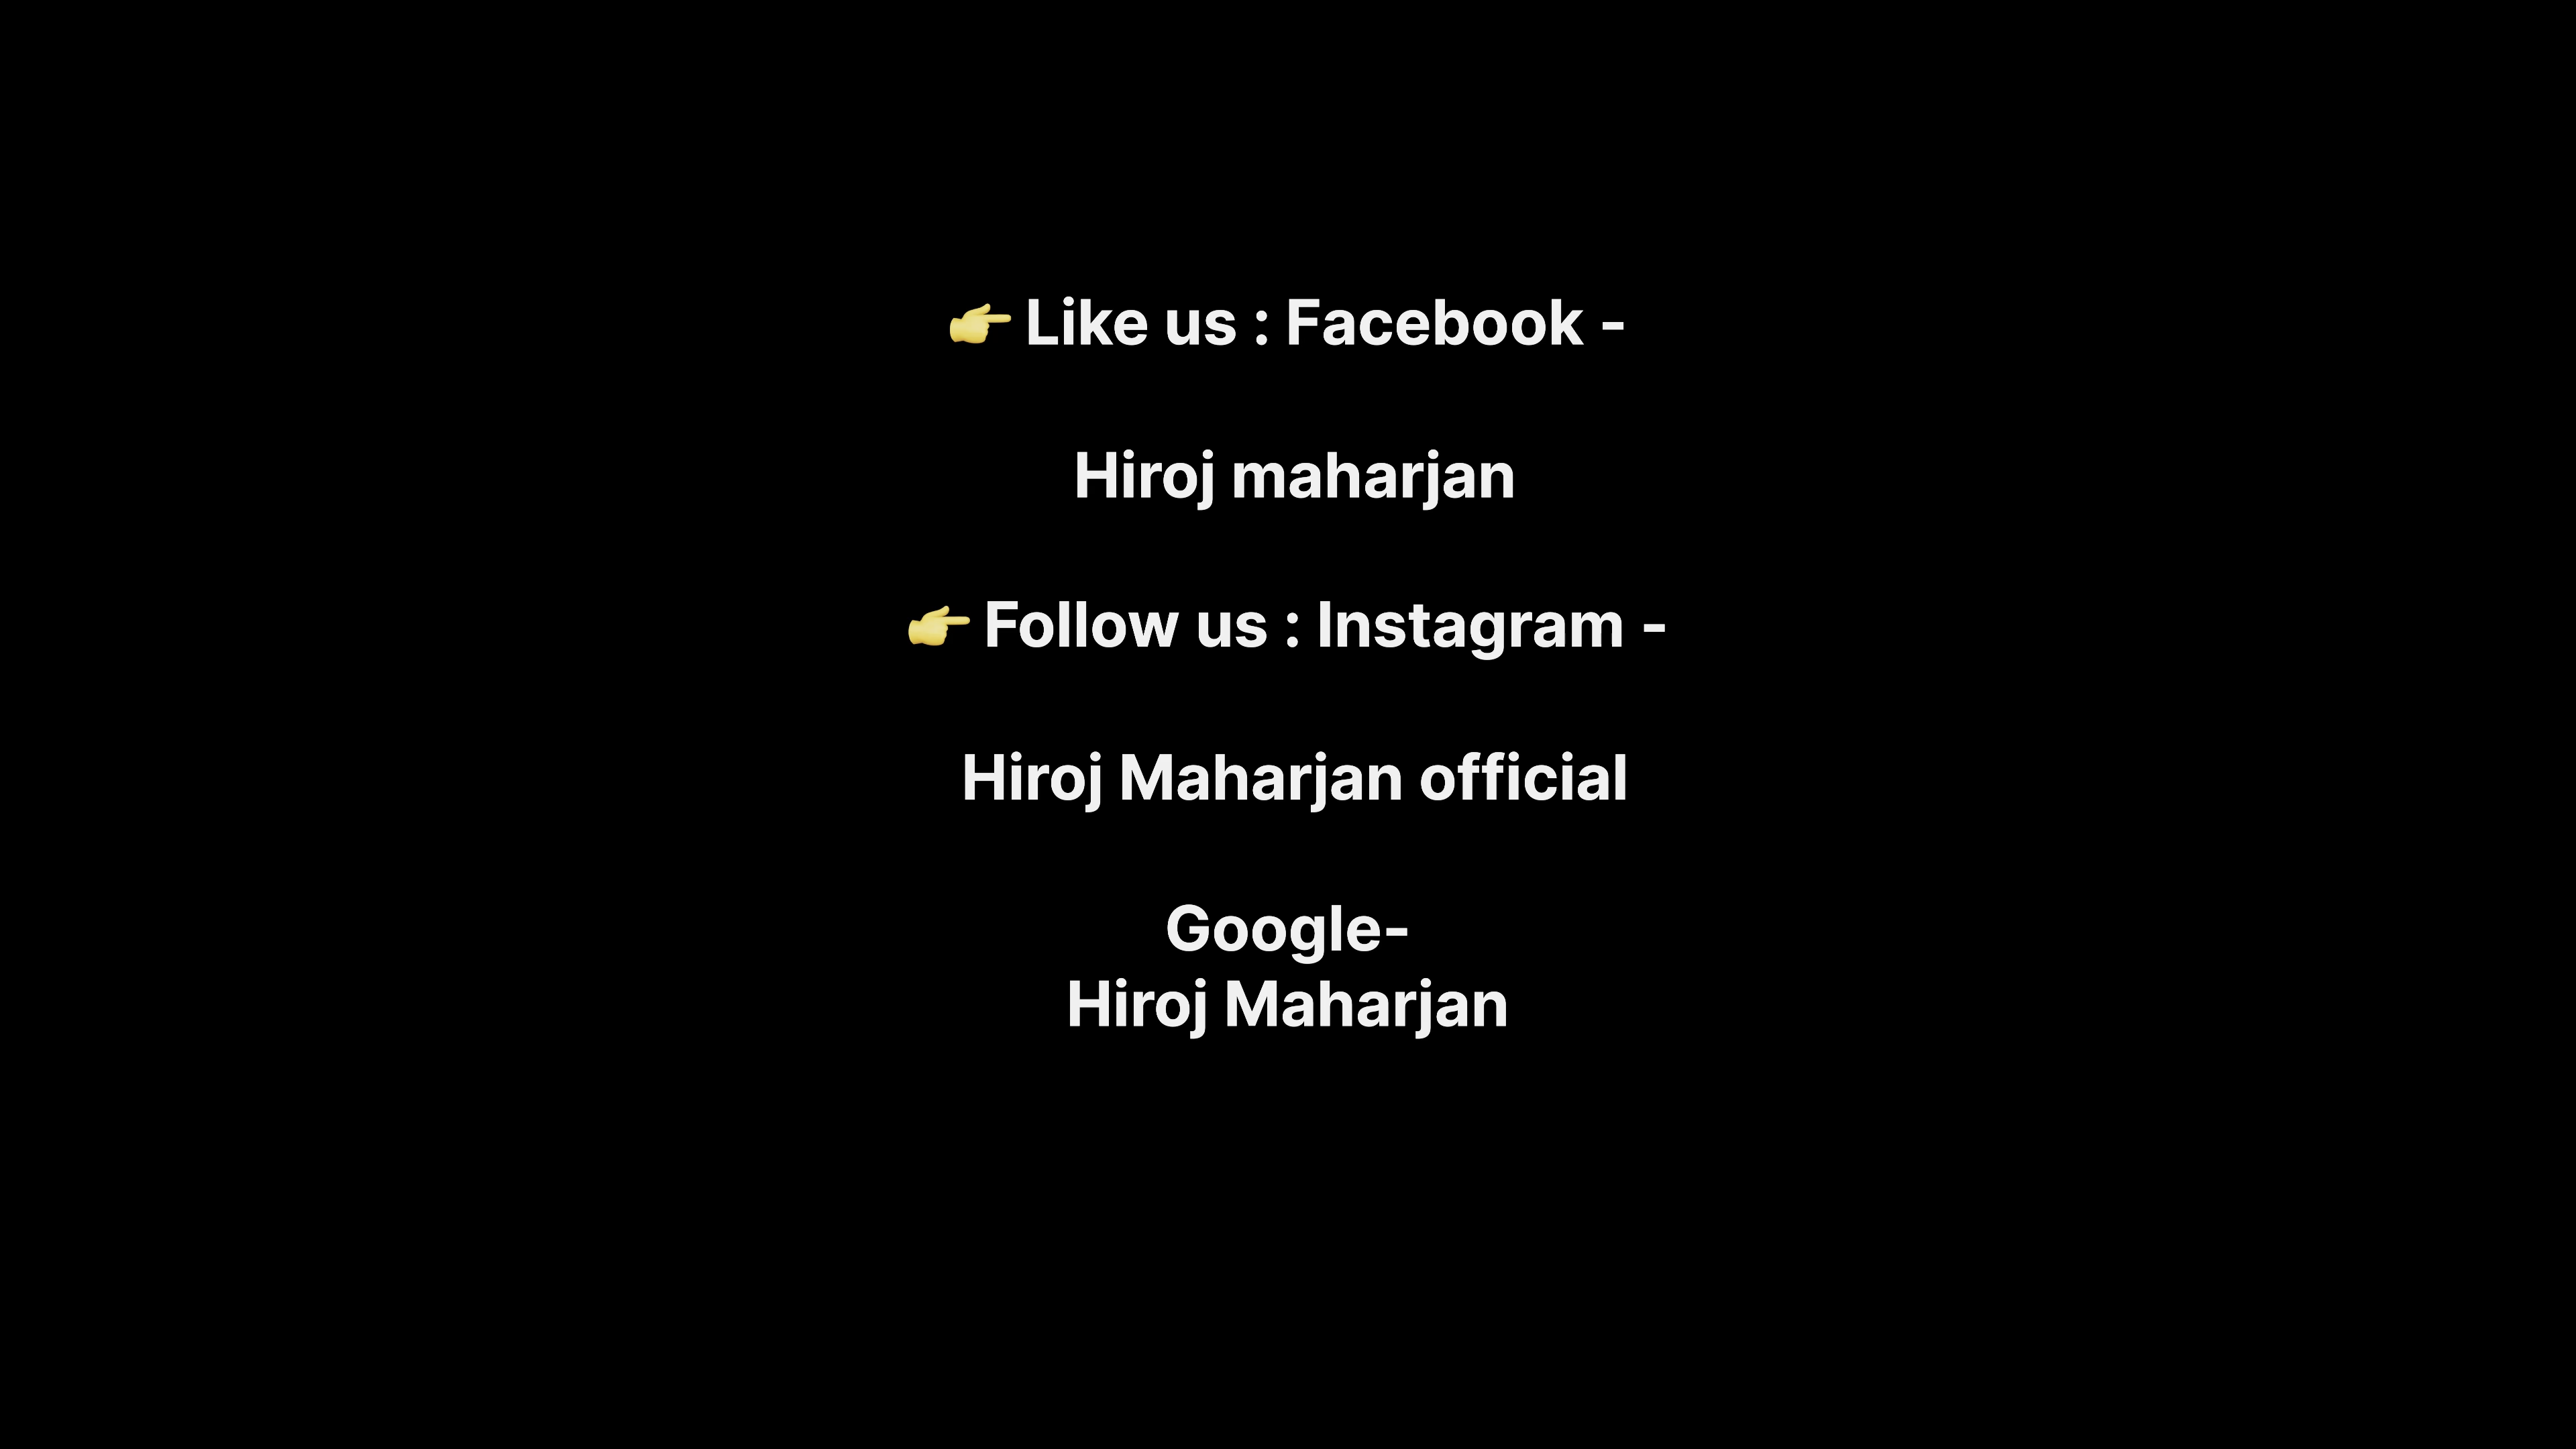 👉 Like us : Facebook -
Hiroj maharjan
👉 Follow us : Instagram -
Hiroj Maharjan official
Google-
Hiroj Maharjan